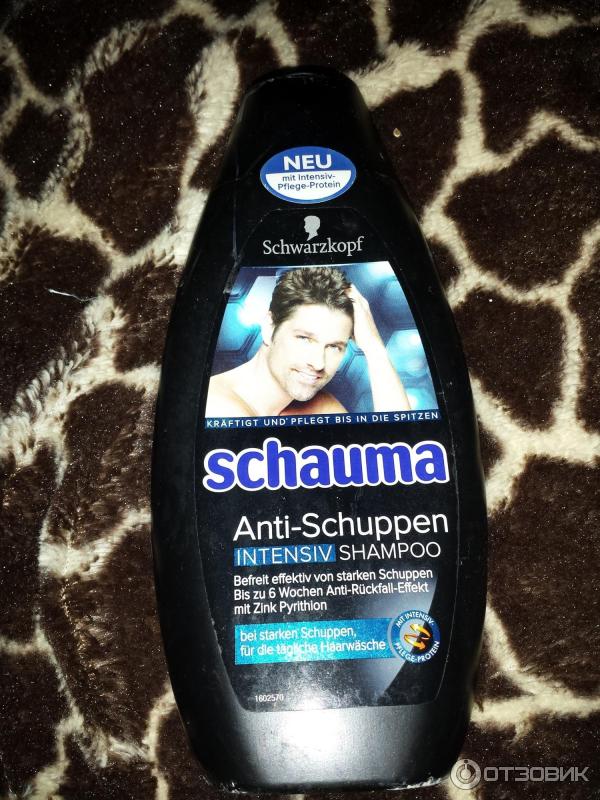 NEU
mit Intensiv-
Pflege-Protein
Schwarzkopf
KRÄFTIGT UND PFLEGT BIS IN DIE SPITZEN
schauma
Anti-Schuppen
INTENSIV SHAMPOO
Befreit effektiv von starken Schuppen
Bis zu 6 Wochen Anti-Rückfall-Effekt
mit Zink Pyrithion
bei starken Schuppen,
für die tägliche Haarwäsche
MIT INTENSIV-
PFLEGE-PROTEIN
1602570
ОТЗОВИК